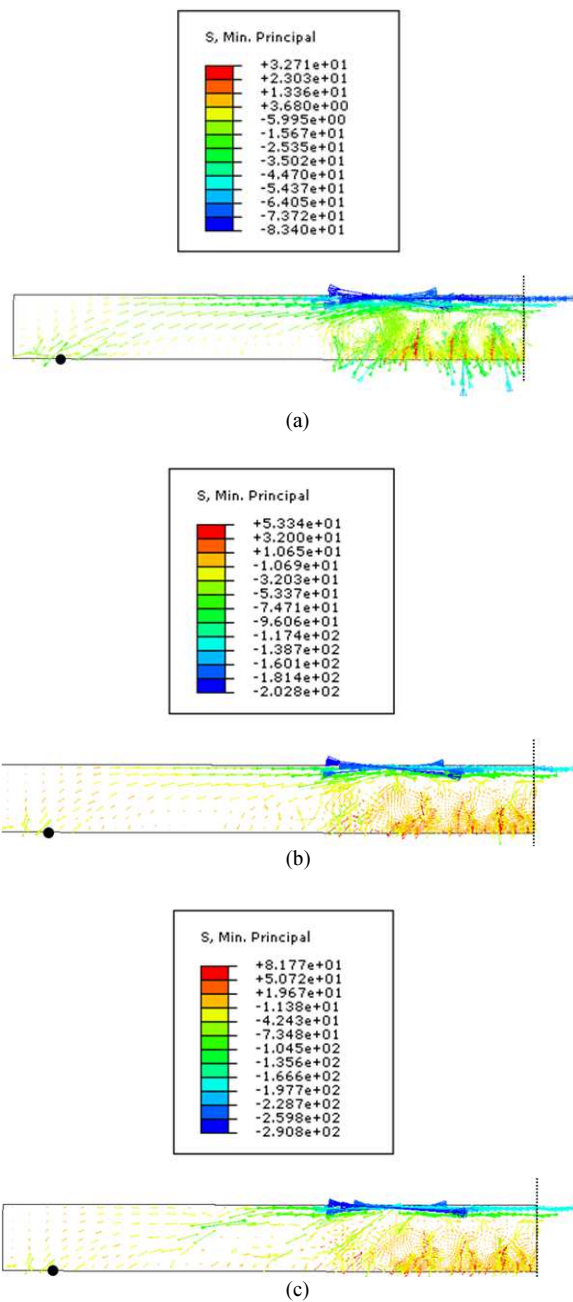 S, Min. Principal
+3.271e+01
+2.303e+01
+1.336e+01
+3.680e+00
-5.995e+00
-1.567e+01
-2.535e+01
-3.502e+01
-4.470e+01
-5.437e+01
-6.405e+01
-7.372e+01
-8.340e+01
(a)
S, Min. Principal
+5.334e+01
+3.200e+01
+1.065e+01
-1.069e+01
-3.203e+01
-5.337e+01
-7.471e+01
-9.606e+01
-1.174e+02
-1.387e+02
-1.601e+02
-1.814e+02
-2.028e+02
(b)
S, Min. Principal
+8.177e+01
+5.072e+01
+1.967e+01
-1.138e+01
-4.243e+01
-7.348e+01
-1.045e+02
-1.356e+02
-1.666e+02
-1.977e+02
-2.287e+02
-2.598e+02
-2.908e+02
(c)